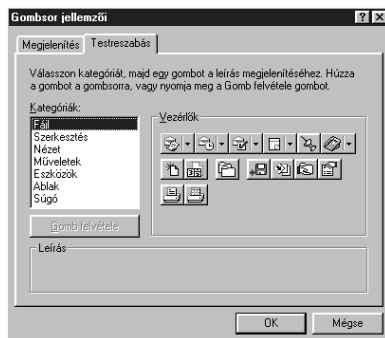 Gombsor jellemzői
Megjelenítés
Testreszabás
Válasszon kategóriát, majd egy gombot a leírás megjelenítéséhez. Húzza
a gombot a gombsorra, vagy nyomja meg a Gomb felvétele gombot.
Kategóriák:
Fájl
Szerkesztés
Nézet
Műveletek
Eszközök
Ablak
Súgó
Vezérlők
Gomb felvétele
Leírás
OK
Mégse